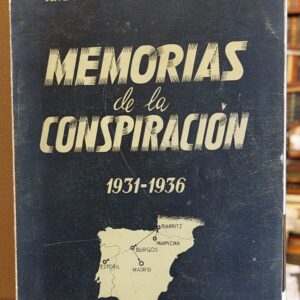 MEMORIAS
de la
CONSPIRACIÓN
1931-1936
BIARRITZ
PAMPLONA
BURGOS
ESTORIL
MADRID